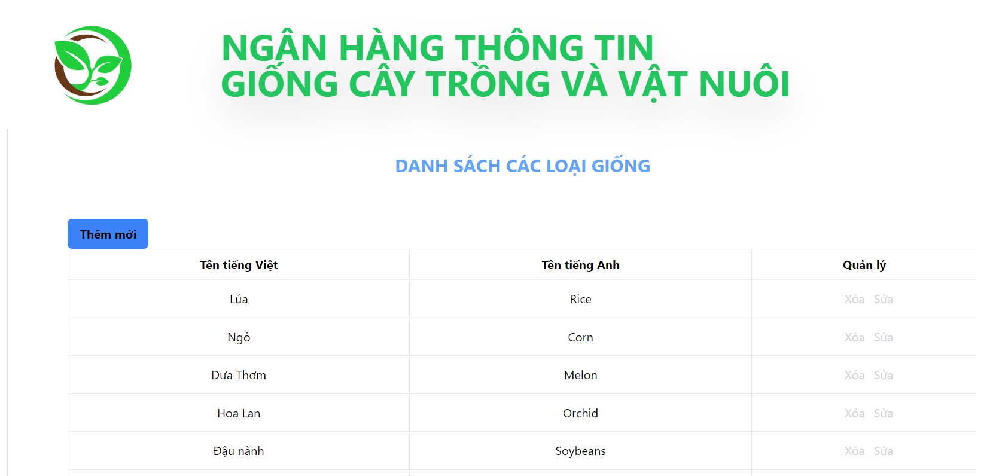 NGÂN HÀNG THÔNG TIN
GIỐNG CÂY TRỒNG VÀ VẬT NUÔI
DANH SÁCH CÁC LOẠI GIỐNG
Thêm mới
Tên tiếng Việt Tên tiếng Anh Quản lý
Lúa Rice Xóa Sửa
Ngô Corn Xóa Sửa
Dưa Thơm Melon Xóa Sửa
Hoa Lan Orchid Xóa Sửa
Đậu nành Soybeans Xóa Sửa